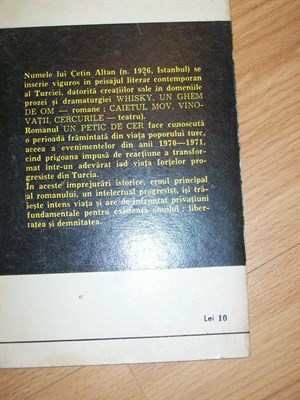 Numele lui Cetin Altan (n. 1926, Istanbul) se
înscrie viguros în peisajul literar contemporan
al Turciei, datorită creațiilor sale în domeniile
prozei și dramaturgiei WHISKY, UN GHEM
DE OM — romane ; CAIETUL MOV, VINO-
VAȚII, CERCURILE — teatru).
Romanul UN PETIC DE CER face cunoscută
o perioadă frămîntată din viața poporului turc,
aceea a evenimentelor din anii 1970—1971,
cînd prigoana impusă de reacțiune a transfor-
mat într-un adevărat iad viața forțelor pro-
gresiste din Turcia.
În aceste împrejurări istorice, eroul principal
al romanului, un intelectual progresist, își tră-
iește intens viața și are de înfruntat privațiuni
fundamentale pentru existența omului : liber-
tatea și demnitatea.
Lei 10